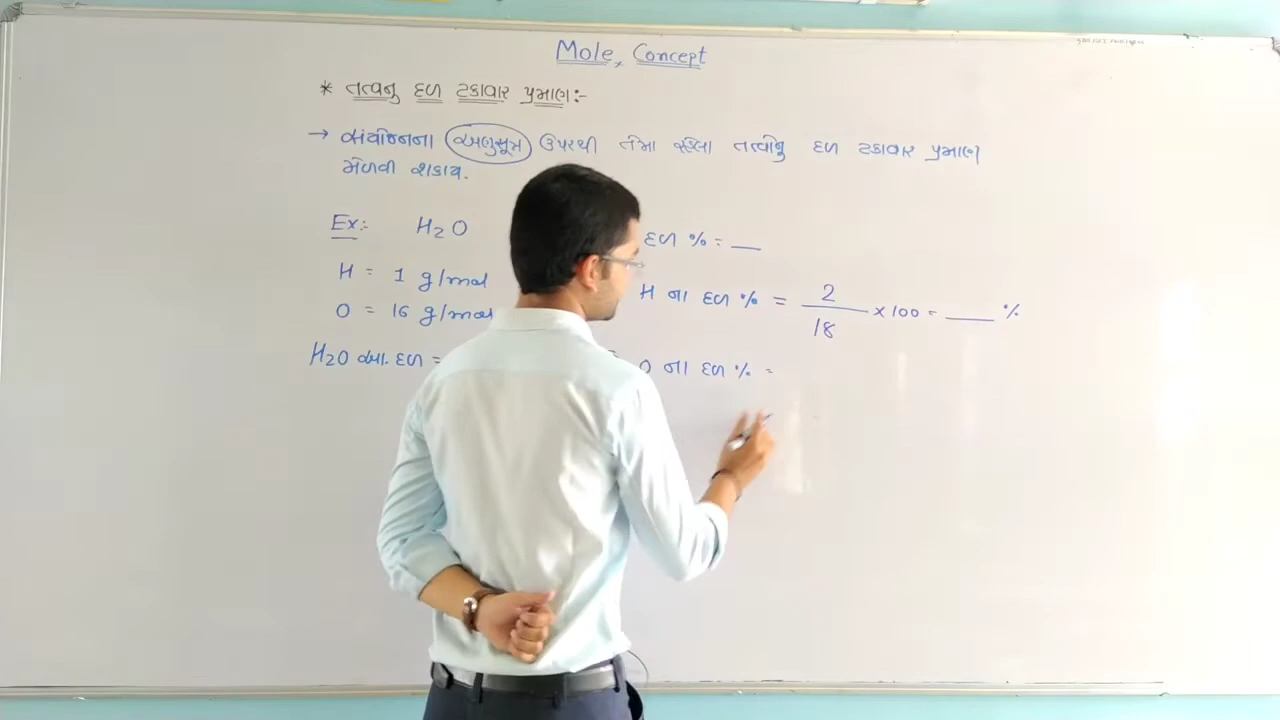 Mole Concept
* તત્વનુ દળ ટકાવાર પ્રમાણ:-
→ સંયોજનના અણુસૂત્ર ઉપરથી તેમા રહેલા તત્વોનુ દળ ટકાવાર પ્રમાણ
મેળવી શકાય.
Ex:- H2O
દળ % = __
H = 1 g/mol
H ના દળ % = 2/18 × 100 = ___ %
O = 16 g/mol
H2O આ. દળ =
O ના દળ % =